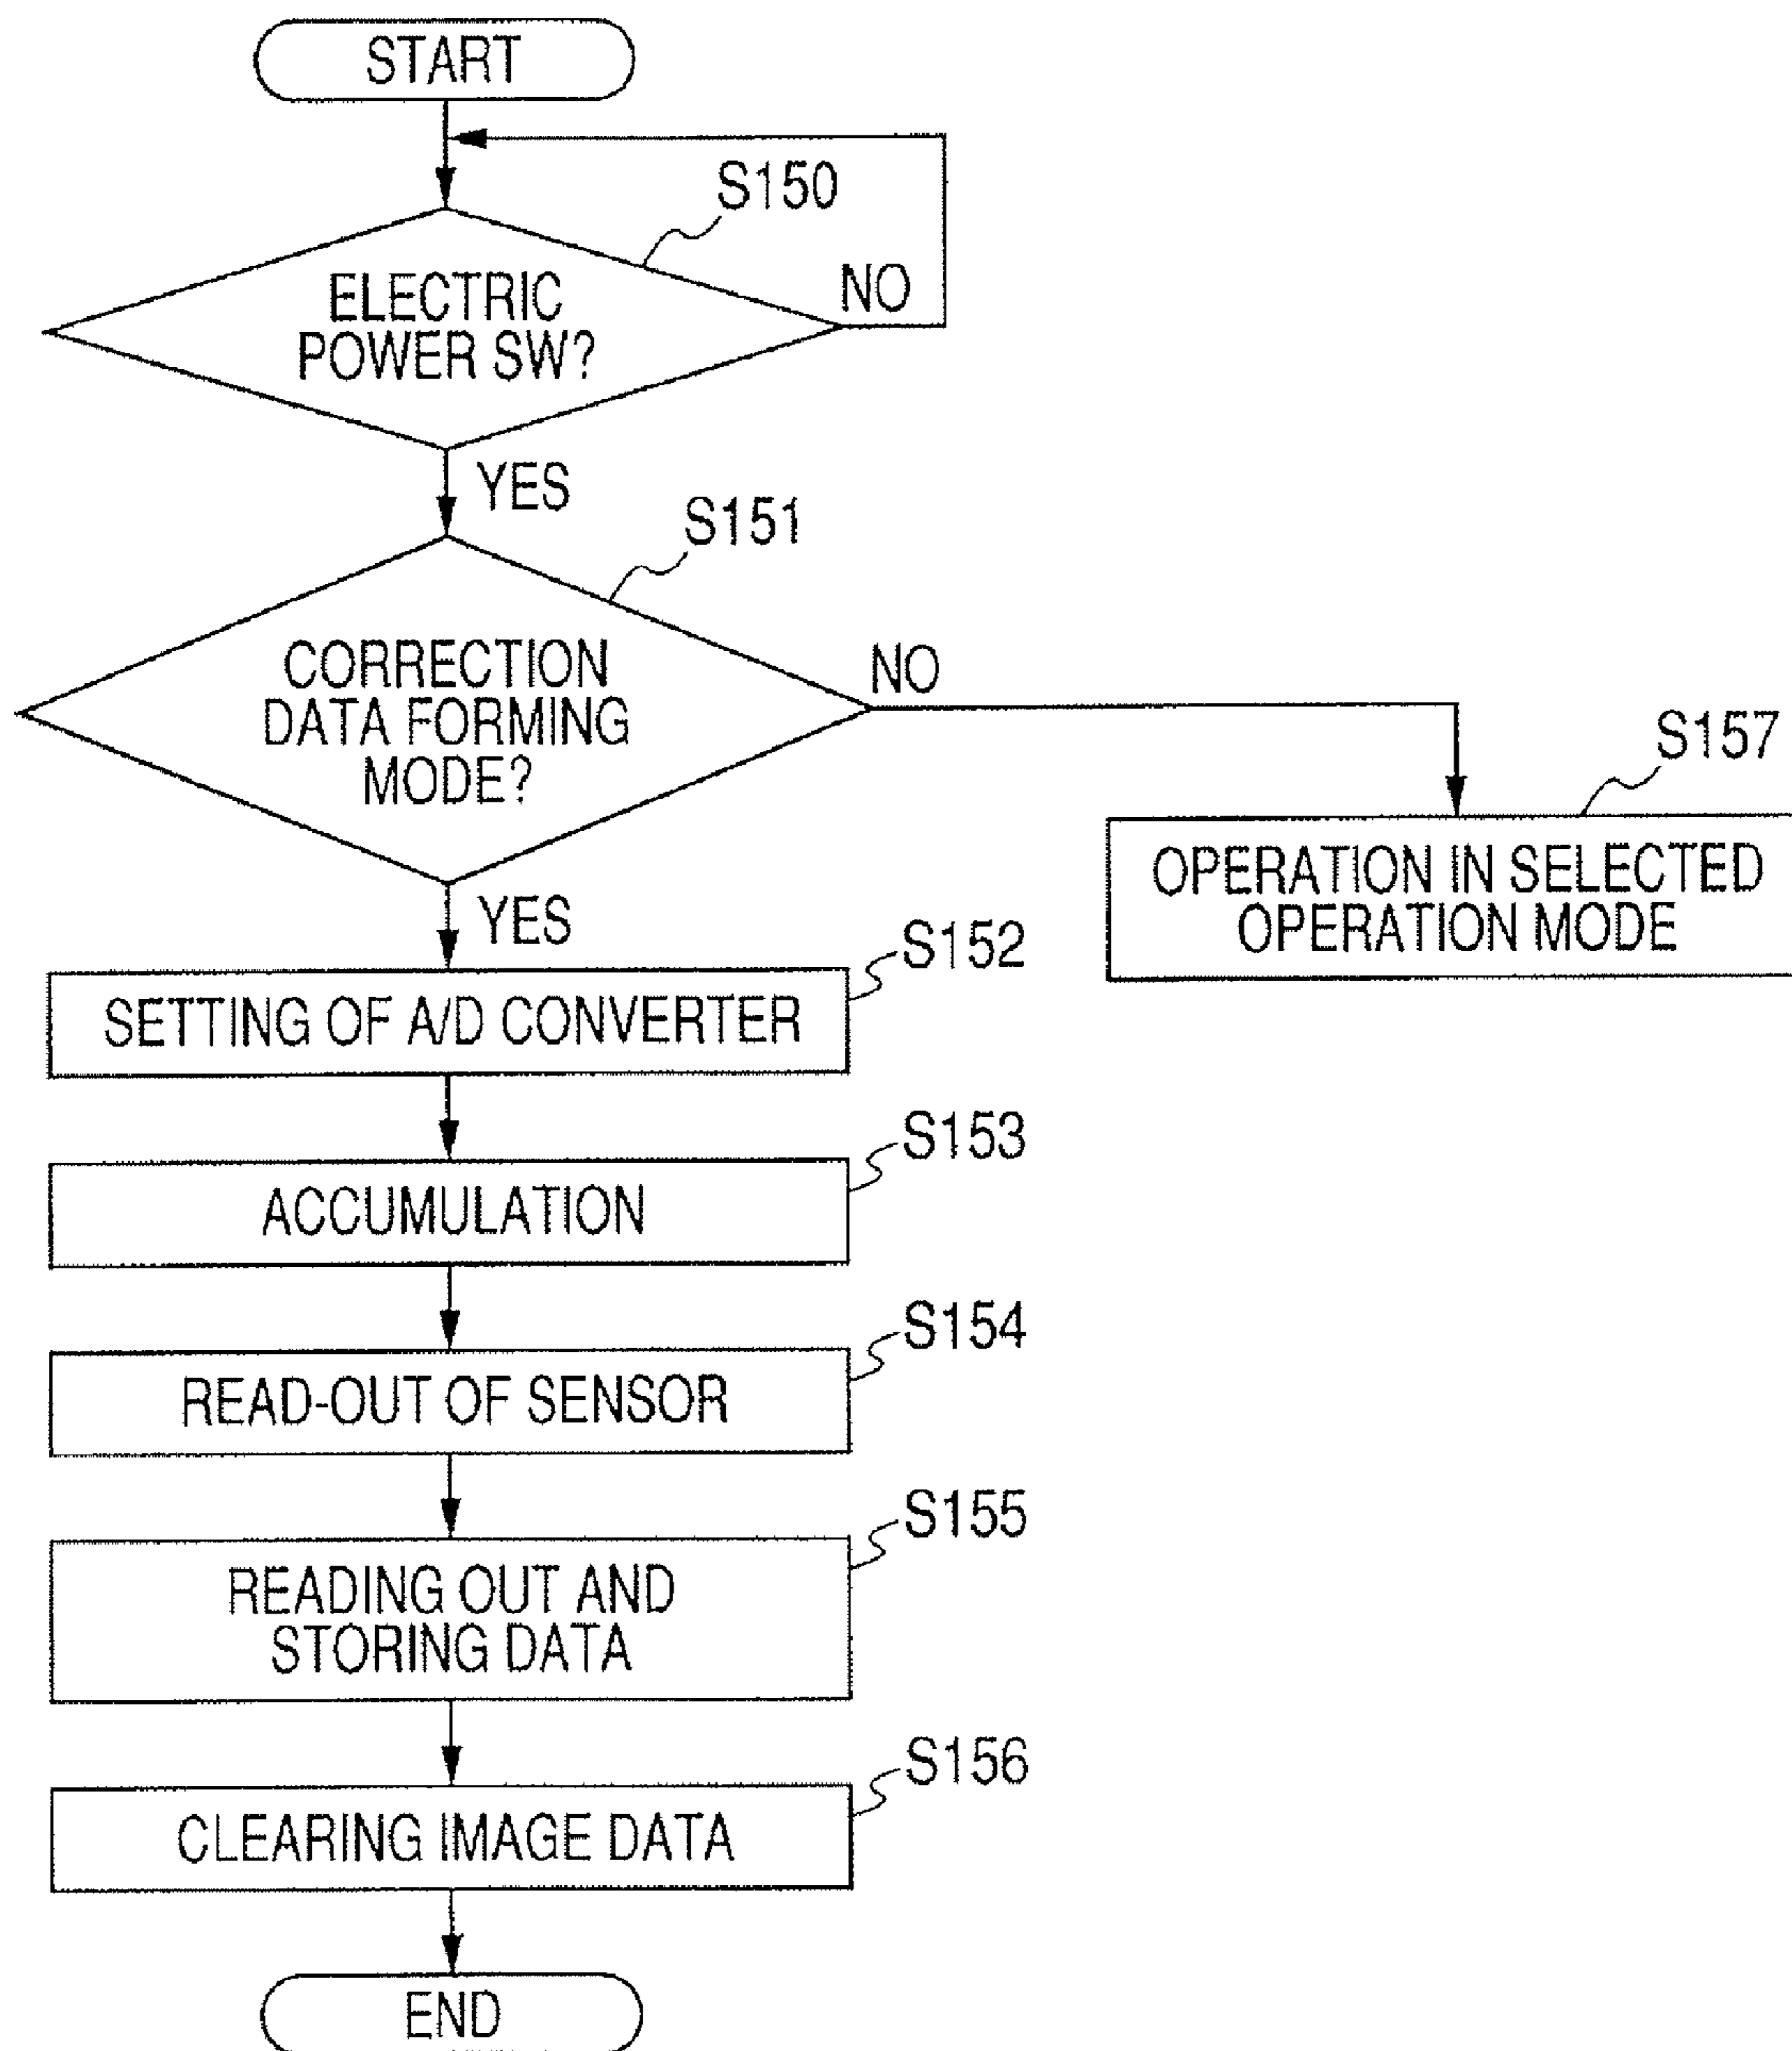 START
S150
ELECTRIC
POWER SW?
NO
YES
S151
CORRECTION
DATA FORMING
MODE?
NO
S157
OPERATION IN SELECTED
OPERATION MODE
YES
S152
SETTING OF A/D CONVERTER
S153
ACCUMULATION
S154
READ-OUT OF SENSOR
S155
READING OUT AND
STORING DATA
S156
CLEARING IMAGE DATA
END